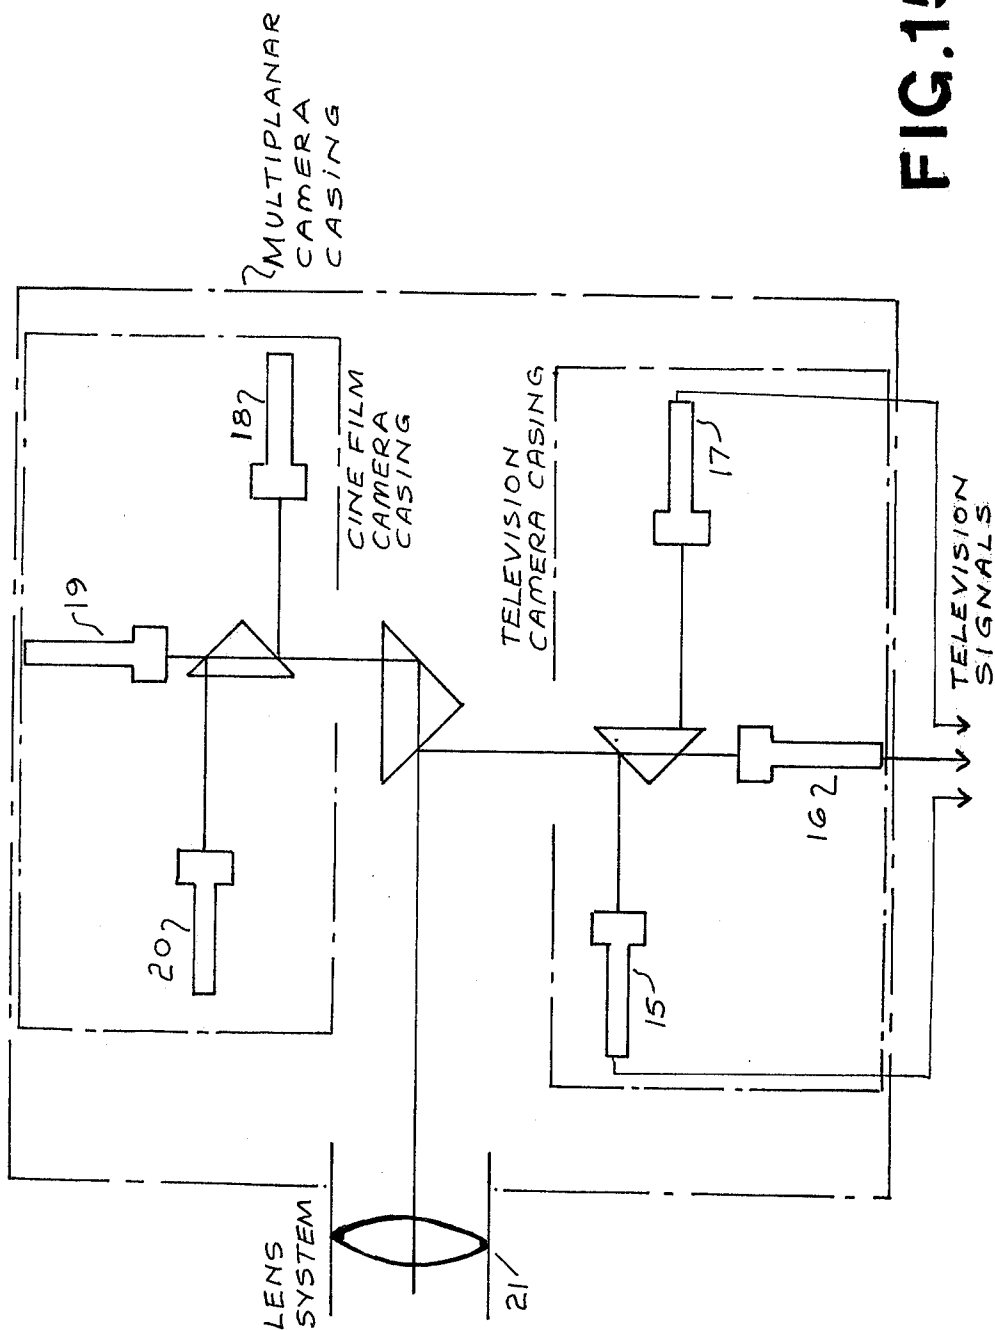 19
20
18
MULTIPLANAR
CAMERA
CASING
LENS
SYSTEM
CINE FILM
CAMERA
CASING
21
TELEVISION
CAMERA CASING
15
17
16
TELEVISION
SIGNALS
FIG.15